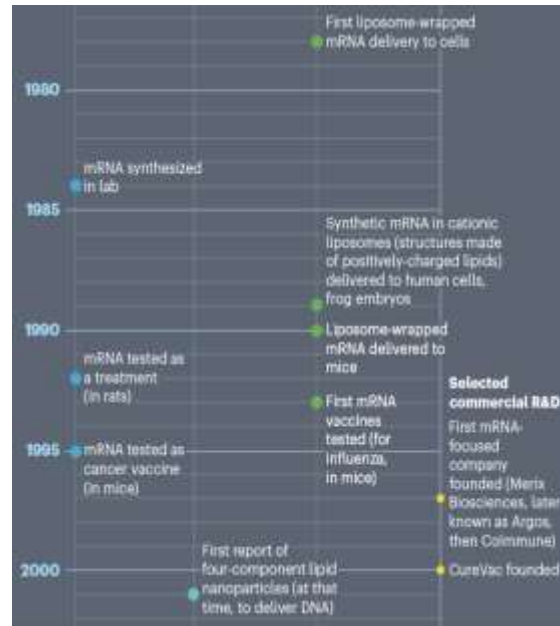 First liposome-wrapped
mRNA delivery to cells
1980
mRNA synthesized
in lab
1985
Synthetic mRNA in cationic
liposomes (structures made
of positively-charged lipids)
delivered to human cells,
frog embryos
1990
Liposome-wrapped
mRNA delivered to
mice
mRNA tested as
a treatment
(in rats)
First mRNA
vaccines
tested (for
influenza,
in mice)
Selected
commercial R&D
1995
mRNA tested as
cancer vaccine
(in mice)
First mRNA-
focused
company
founded (Merix
Biosciences, later
known as Argos,
then CoImmune)
First report of
four-component lipid
nanoparticles (at that
time, to deliver DNA)
2000
CureVac founded